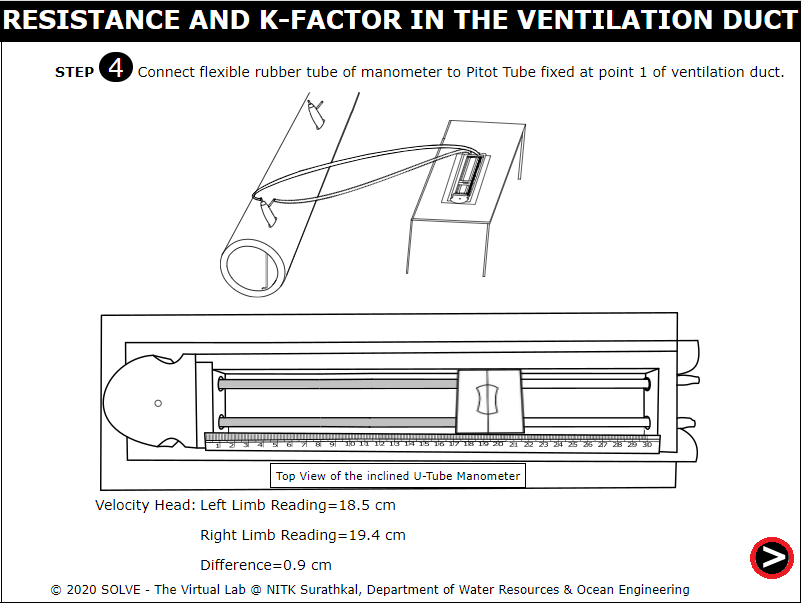 RESISTANCE AND K-FACTOR IN THE VENTILATION DUCT
STEP 4 Connect flexible rubber tube of manometer to Pitot Tube fixed at point 1 of ventilation duct.
1 2 3 4 5 6 7 8 9 10 11 12 13 14 15 16 17 18 19 20 21 22 23 24 25 26 27 28 29 30
Top View of the inclined U-Tube Manometer
Velocity Head: Left Limb Reading=18.5 cm
Right Limb Reading=19.4 cm
Difference=0.9 cm
© 2020 SOLVE - The Virtual Lab @ NITK Surathkal, Department of Water Resources & Ocean Engineering